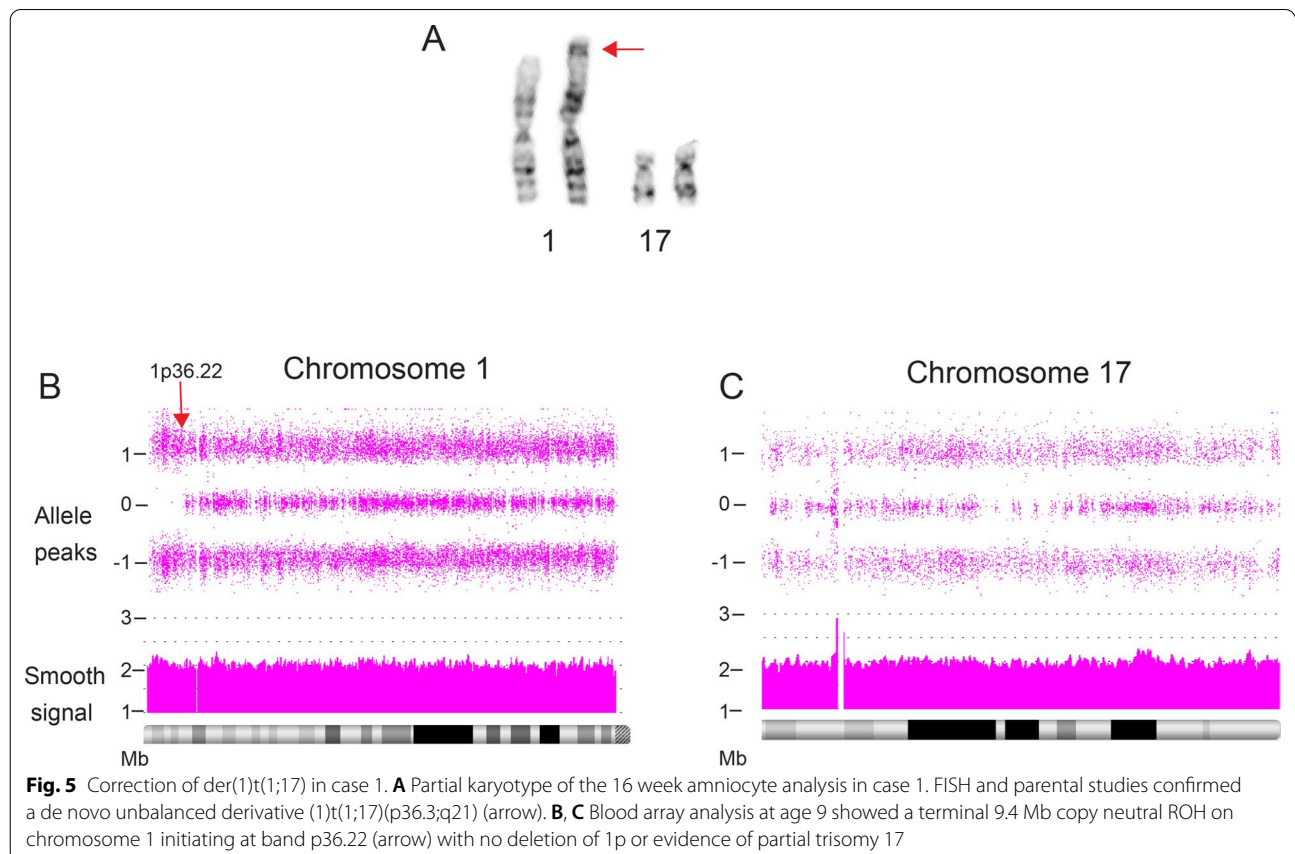 A
1
17
B
1p36.22
Chromosome 1
1
0
-1
Allele
peaks
3
2
1
Smooth
signal
Mb
C
Chromosome 17
1
0
-1
3
2
1
Fig. 5 Correction of der(1)t(1;17) in case 1. A Partial karyotype of the 16 week amniocyte analysis in case 1. FISH and parental studies confirmed
a de novo unbalanced derivative (1)t(1;17)(p36.3;q21) (arrow). B, C Blood array analysis at age 9 showed a terminal 9.4 Mb copy neutral ROH on
chromosome 1 initiating at band p36.22 (arrow) with no deletion of 1p or evidence of partial trisomy 17